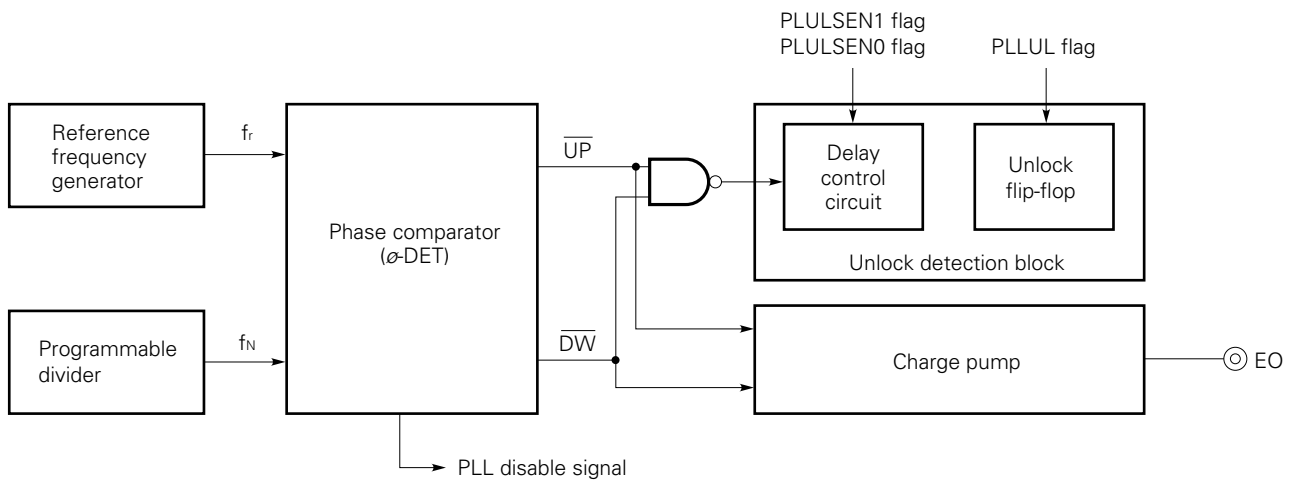 PLULSEN1 flag
PLULSEN0 flag
PLLUL flag
Reference
frequency
generator
fr
UP
Delay
control
circuit
Unlock
flip-flop
Phase comparator
(ø-DET)
Unlock detection block
Programmable
divider
fN
DW
Charge pump
EO
PLL disable signal